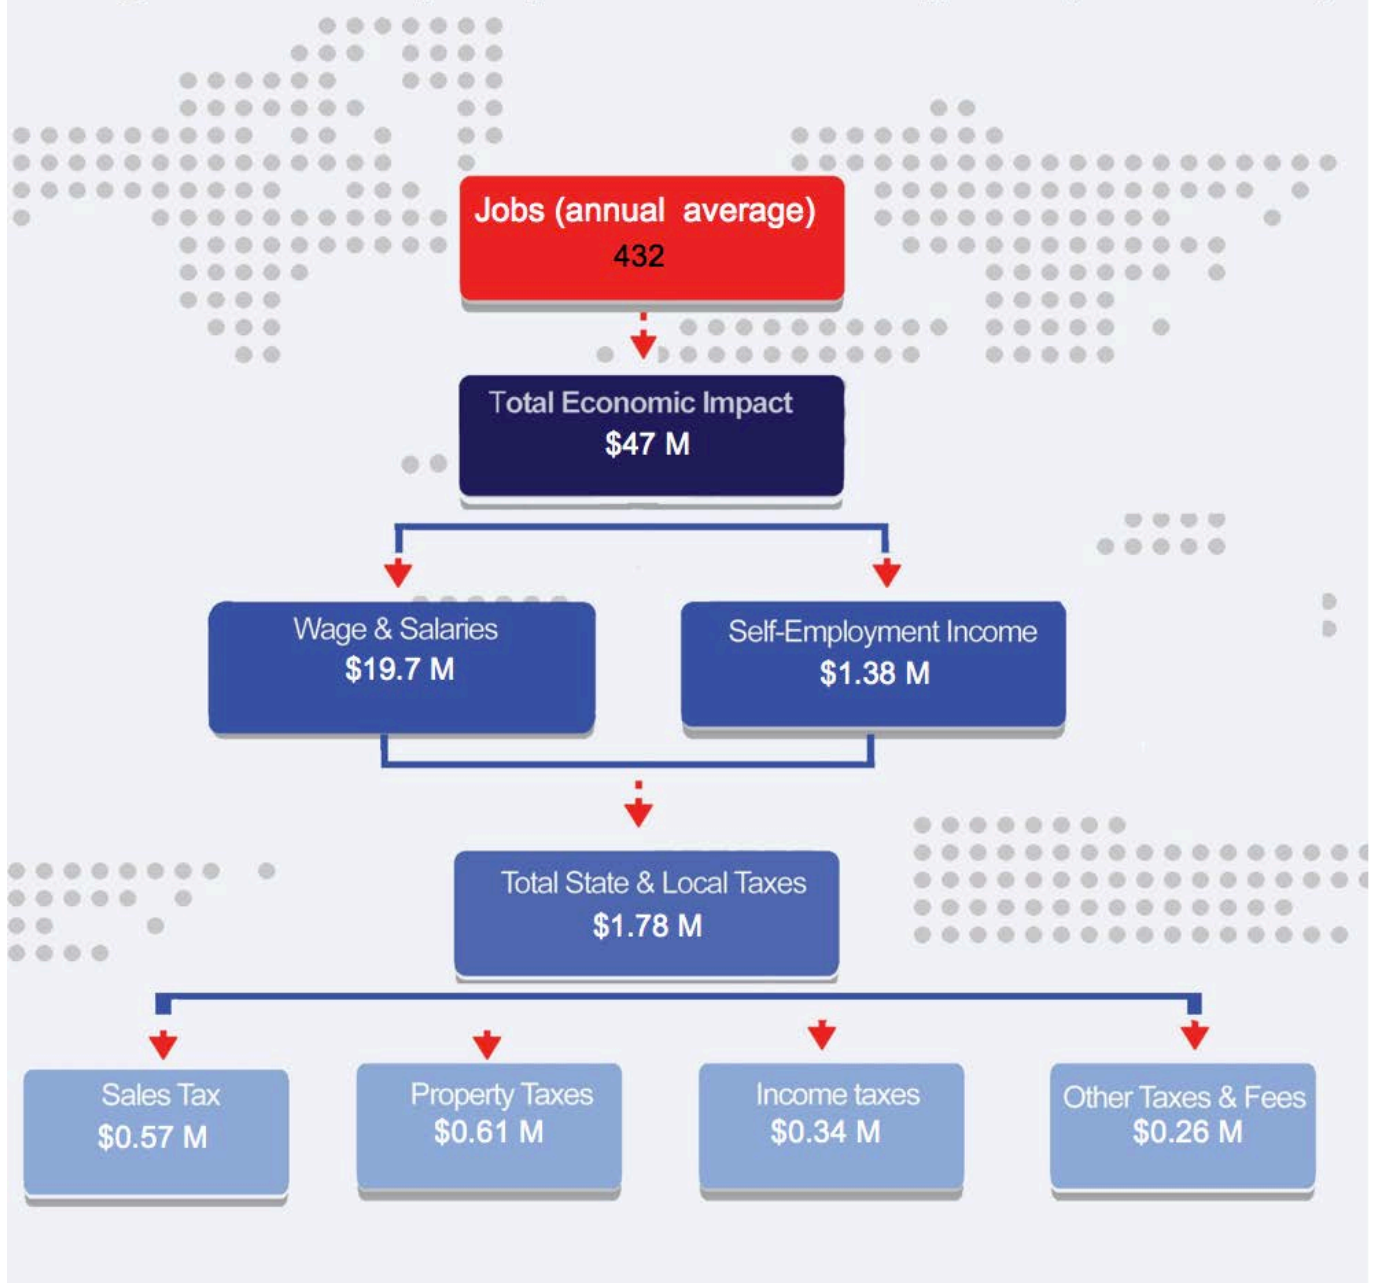 Jobs (annual average)
432
Total Economic Impact
$47 M
Wage & Salaries
$19.7 M
Self-Employment Income
$1.38 M
Total State & Local Taxes
$1.78 M
Sales Tax
$0.57 M
Property Taxes
$0.61 M
Income taxes
$0.34 M
Other Taxes & Fees
$0.26 M